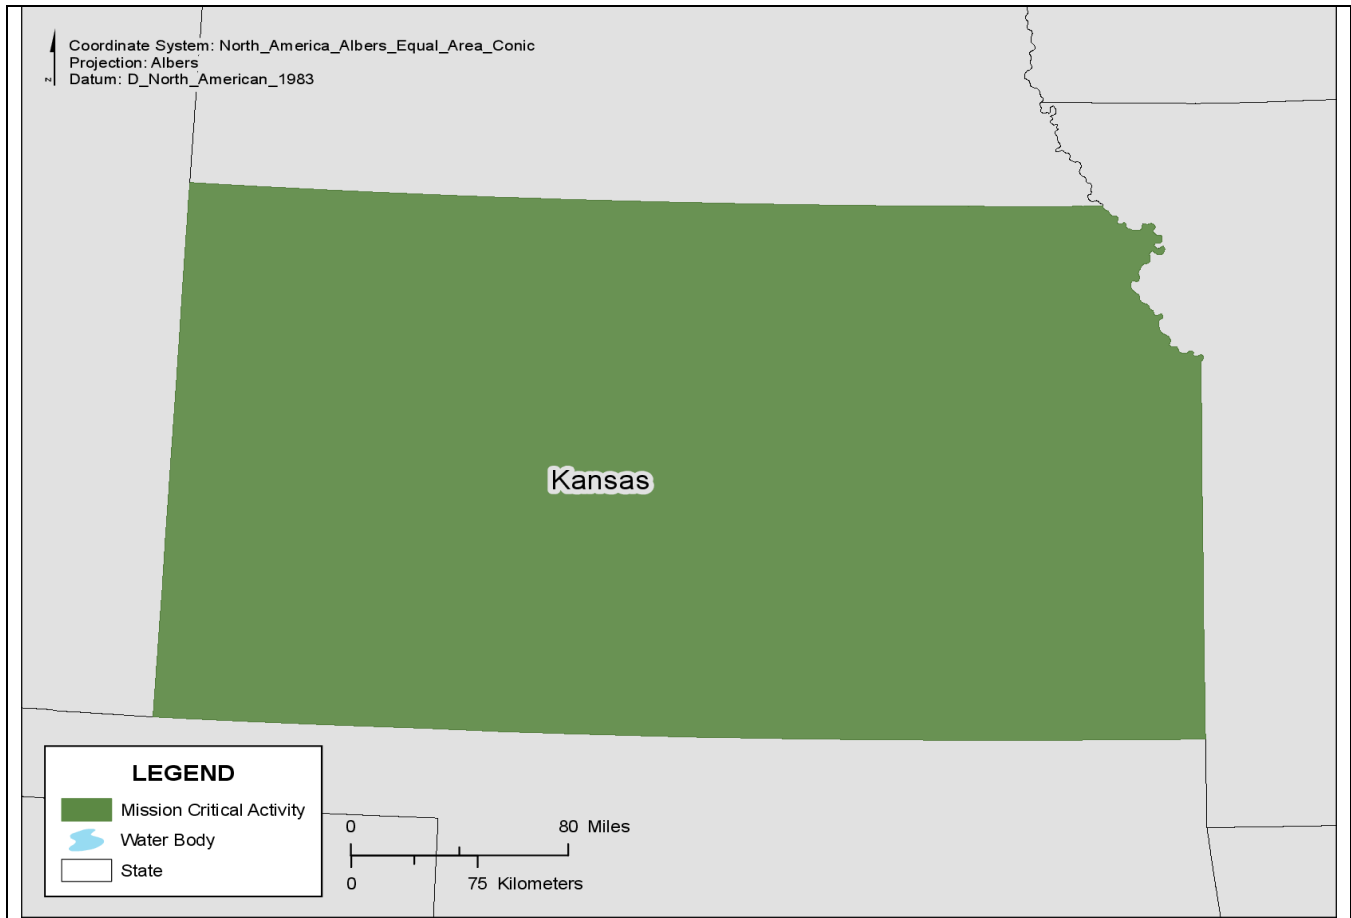 Coordinate System: North_America_Albers_Equal_Area_Conic
Projection: Albers
Datum: D_North_American_1983
z
Kansas
LEGEND
Mission Critical Activity
Water Body
State
0 80 Miles
0 75 Kilometers